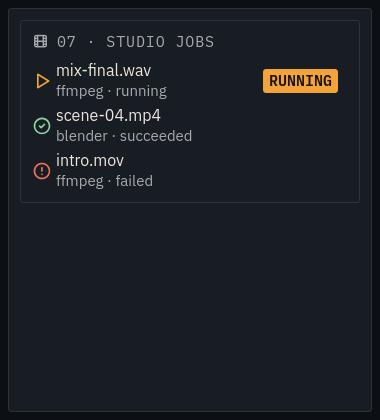 07 · STUDIO JOBS
mix-final.wav
ffmpeg · running
RUNNING
scene-04.mp4
blender · succeeded
intro.mov
ffmpeg · failed